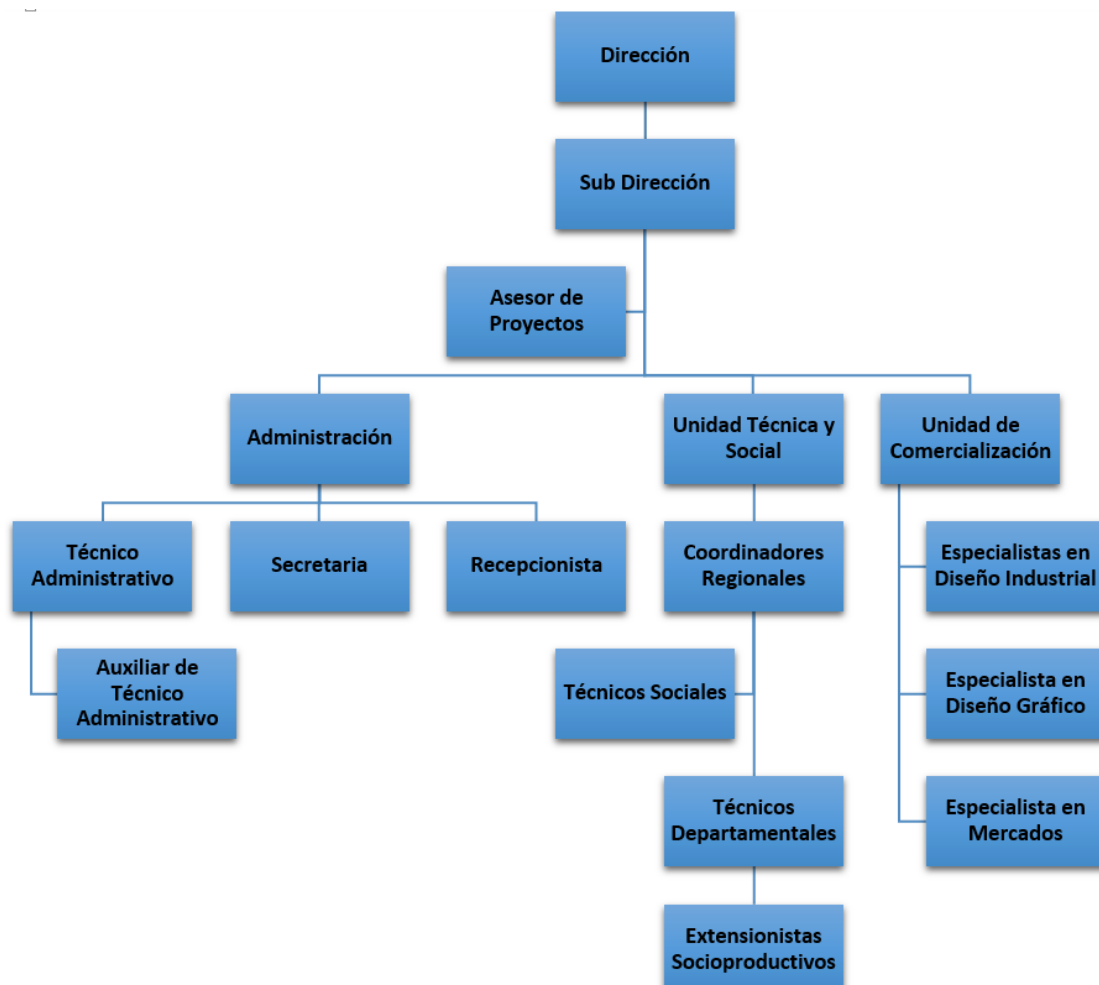 Dirección
Sub Dirección
Asesor de
Proyectos
Administración
Unidad Técnica y
Social
Unidad de
Comercialización
Técnico
Administrativo
Secretaria
Recepcionista
Coordinadores
Regionales
Especialistas en
Diseño Industrial
Auxiliar de
Técnico
Administrativo
Técnicos Sociales
Especialista en
Diseño Gráfico
Técnicos
Departamentales
Especialista en
Mercados
Extensionistas
Socioproductivos